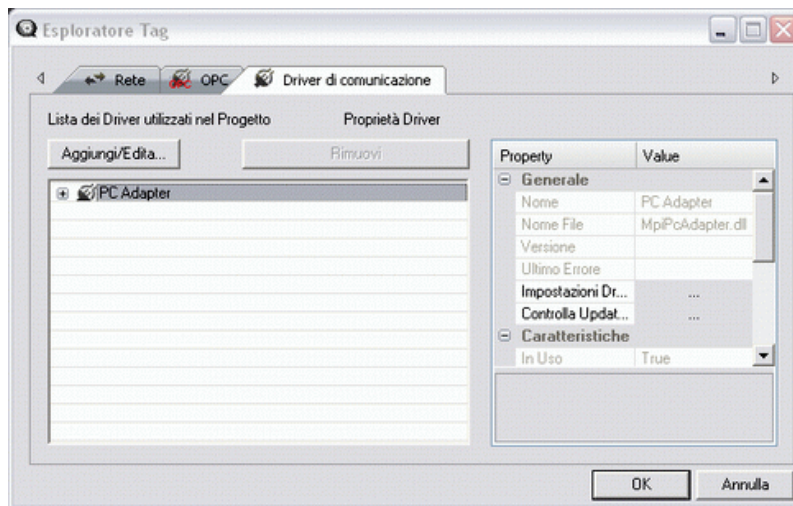 Esploratore Tag
Rete OPC Driver di comunicazione
Lista dei Driver utilizzati nel Progetto Proprietà Driver
Aggiungi/Edita... Rimuovi
Property Value
Generale
PC Adapter
Nome PC Adapter
Nome File MpiPcAdapter.dll
Versione
Ultimo Errore
Impostazioni Dr... ...
Controlla Updat... ...
Caratteristiche
In Uso True
OK Annulla